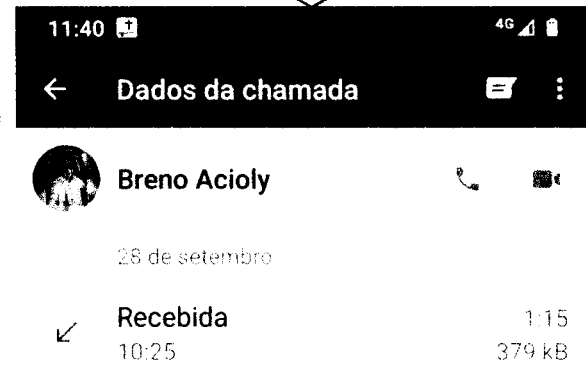 11:40 4G
Dados da chamada
Breno Acioly
28 de setembro
Recebida 1:15
10:25 379 kB